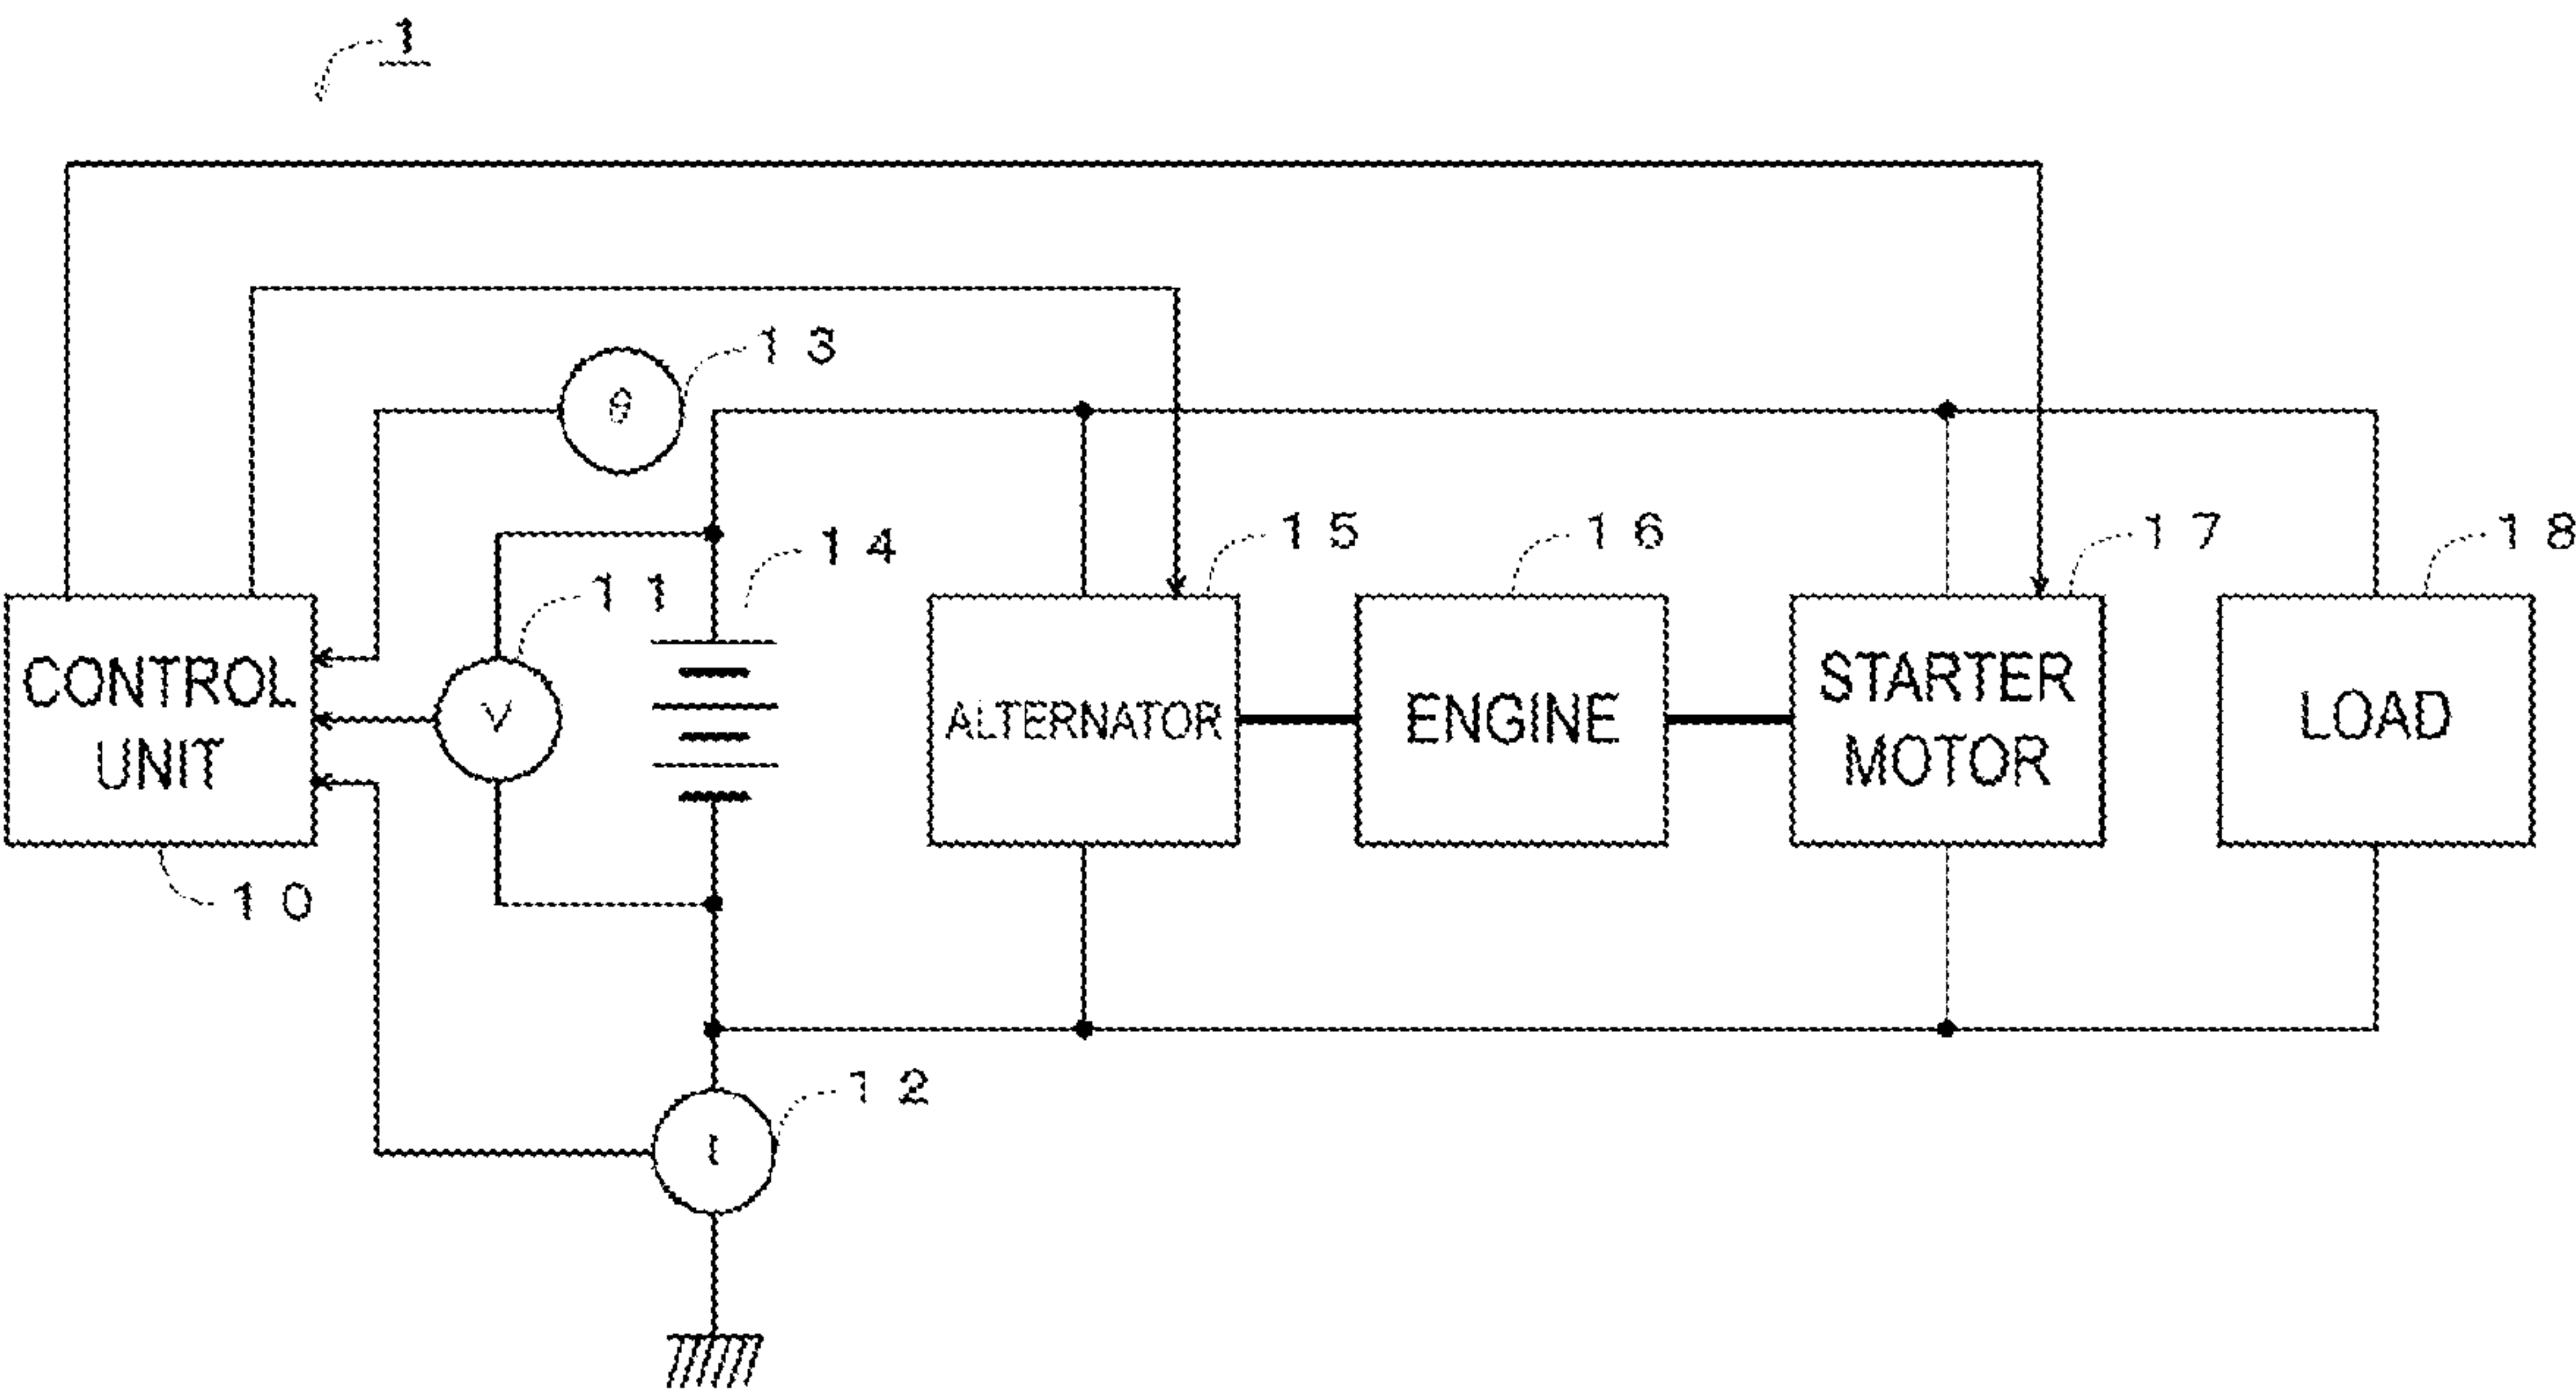 1
13
θ
15
16
17
18
14
11
CONTROL
UNIT
V
ALTERNATOR
ENGINE
STARTER
MOTOR
LOAD
10
12
I